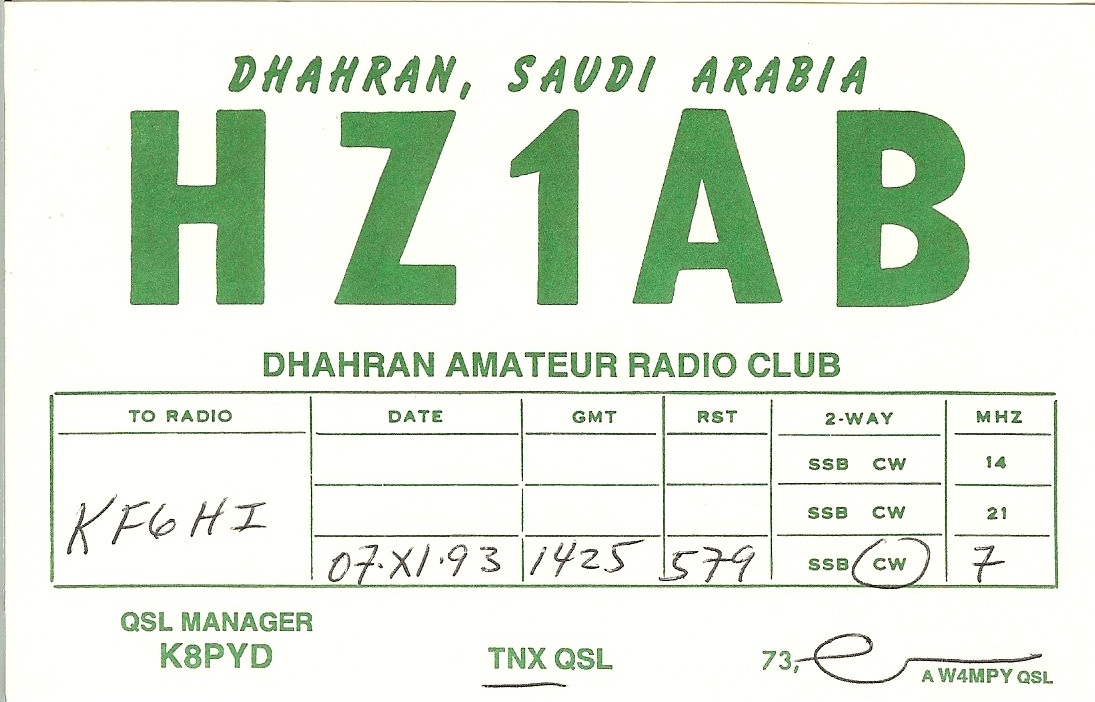 DHAHRAN, SAUDI ARABIA
HZ1AB
DHAHRAN AMATEUR RADIO CLUB
TO RADIO DATE GMT RST 2-WAY MHZ
SSB CW 14
SSB CW 21
KF6HI 07.XI.93 1425 579 SSB CW 7
QSL MANAGER
K8PYD
TNX QSL
73,
A W4MPY QSL